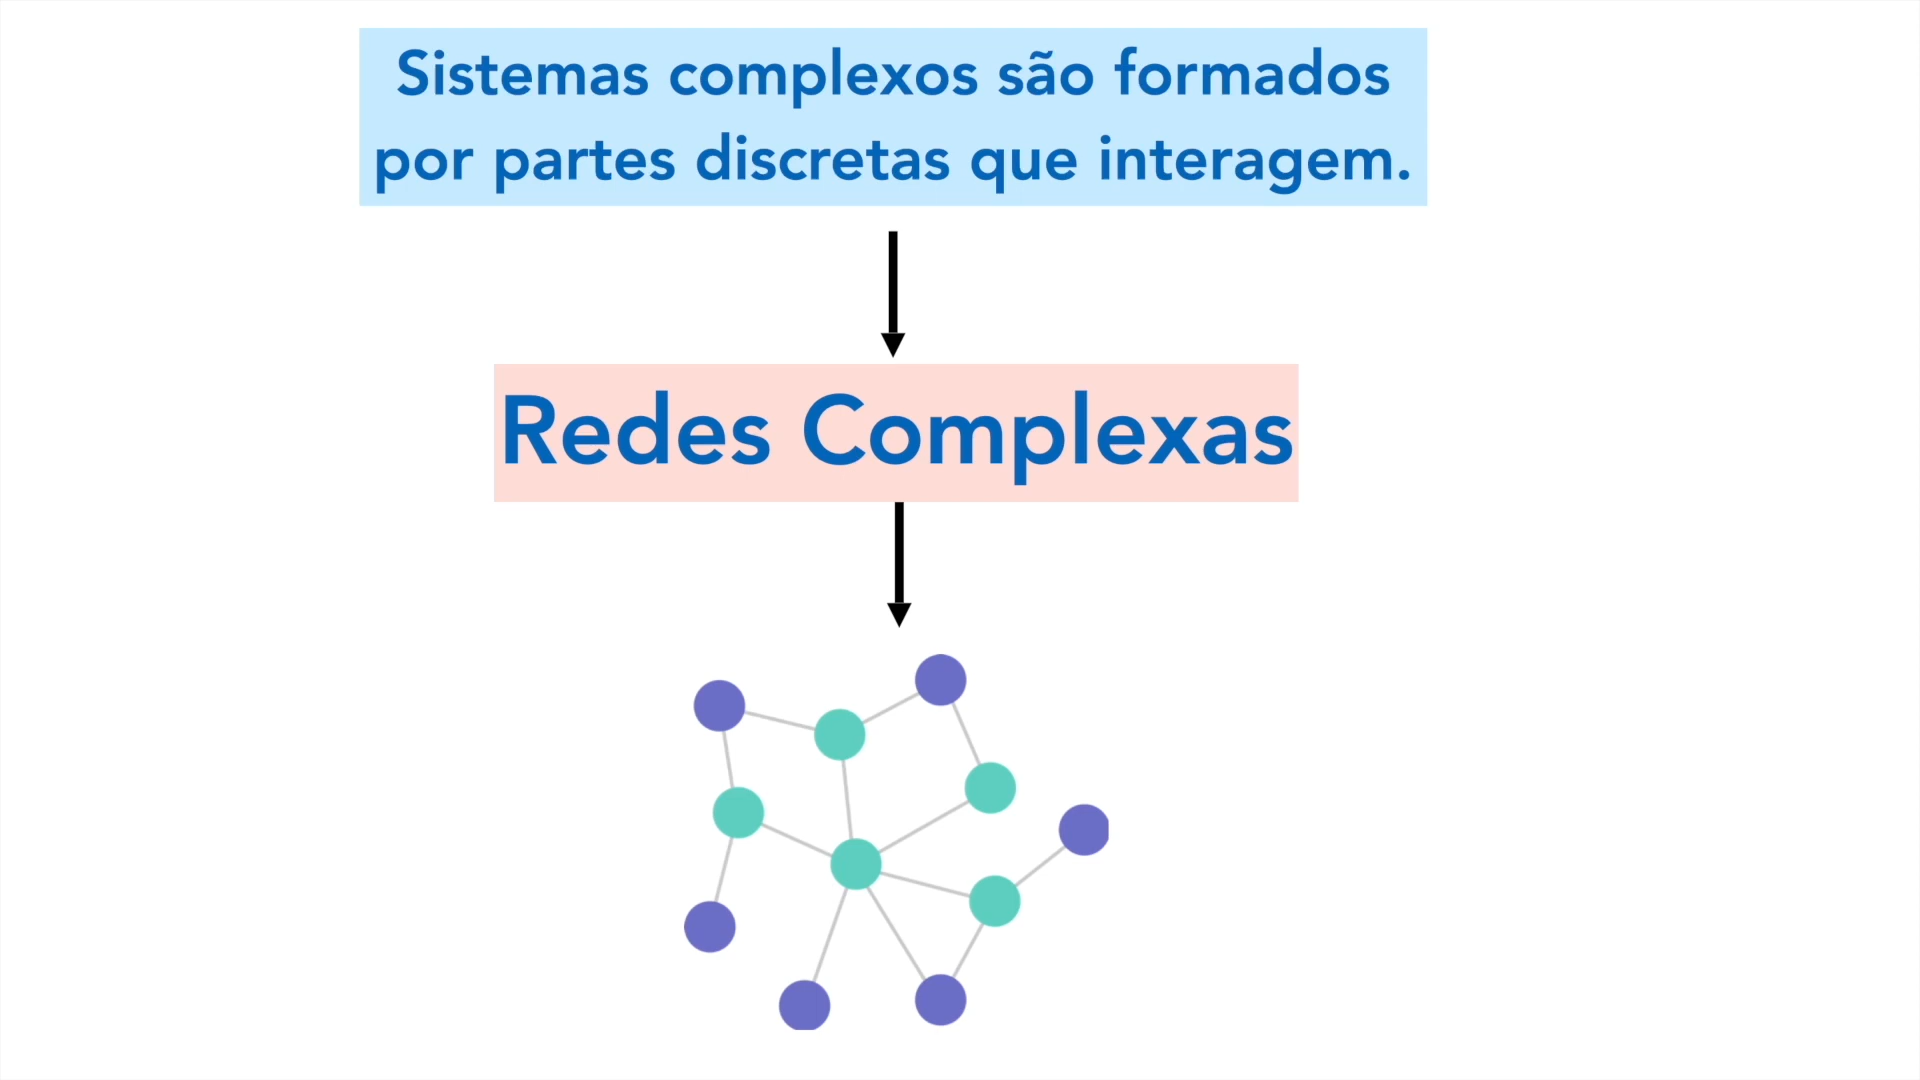 Sistemas complexos são formados
por partes discretas que interagem.
Redes Complexas